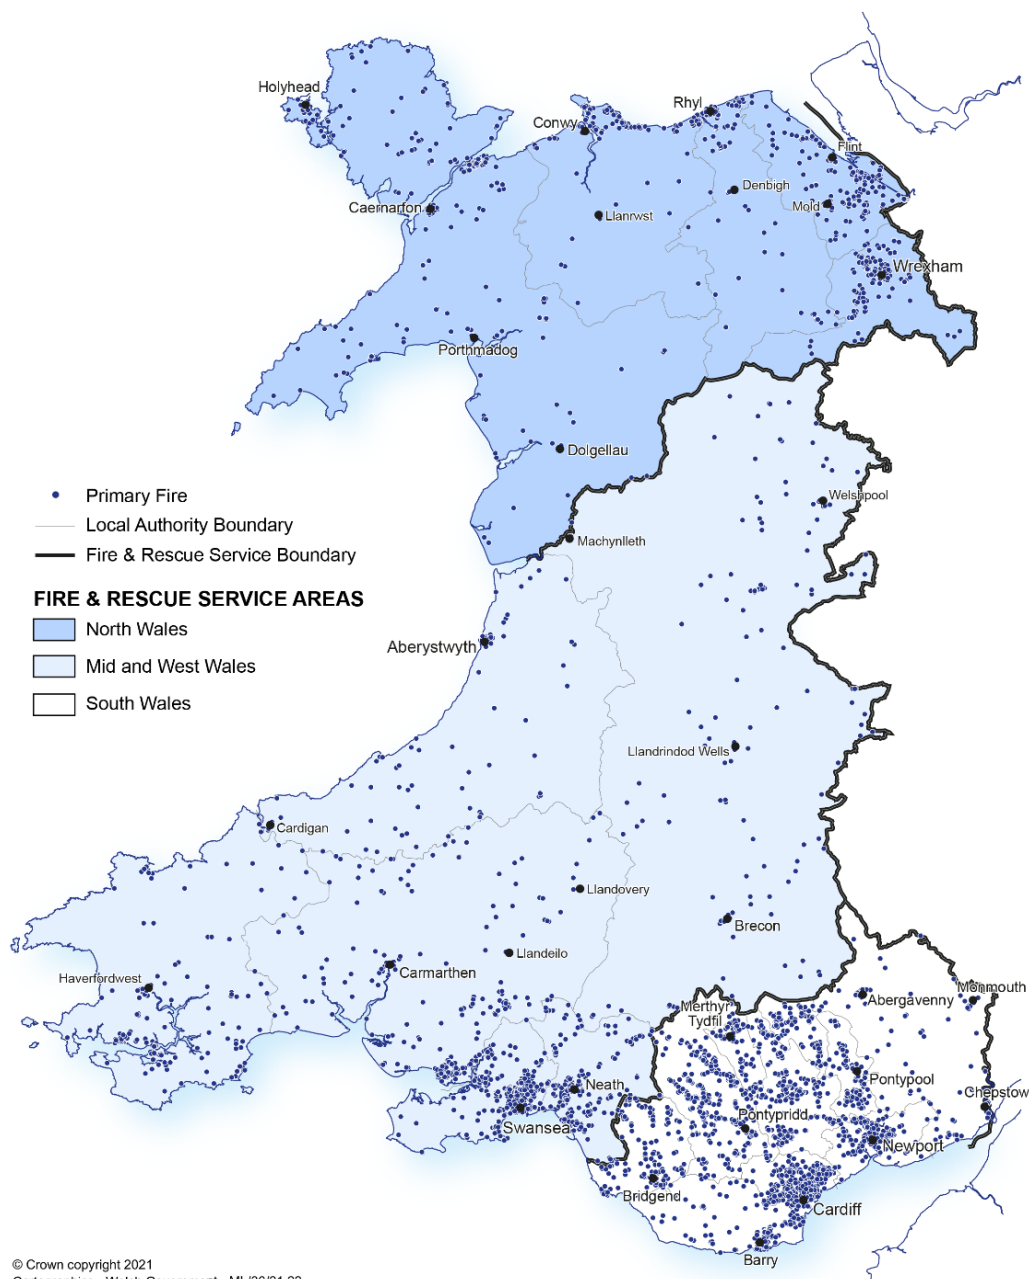 Holyhead
Rhyl
Conwy
Flint
Denbigh
Caernarfon
Llanrwst
Mold
Wrexham
Porthmadog
Dolgellau
Primary Fire
Local Authority Boundary
Fire & Rescue Service Boundary
Welshpool
Machynlleth
FIRE & RESCUE SERVICE AREAS
North Wales
Aberystwyth
Mid and West Wales
South Wales
Llandrindod Wells
Cardigan
Llandovery
Brecon
Llandeilo
Carmarthen
Haverfordwest
Monmouth
Abergavenny
Merthyr
Tydfil
Pontypool
Neath
Chepstow
Pontypridd
Swansea
Newport
Bridgend
Cardiff
Barry
© Crown copyright 2021